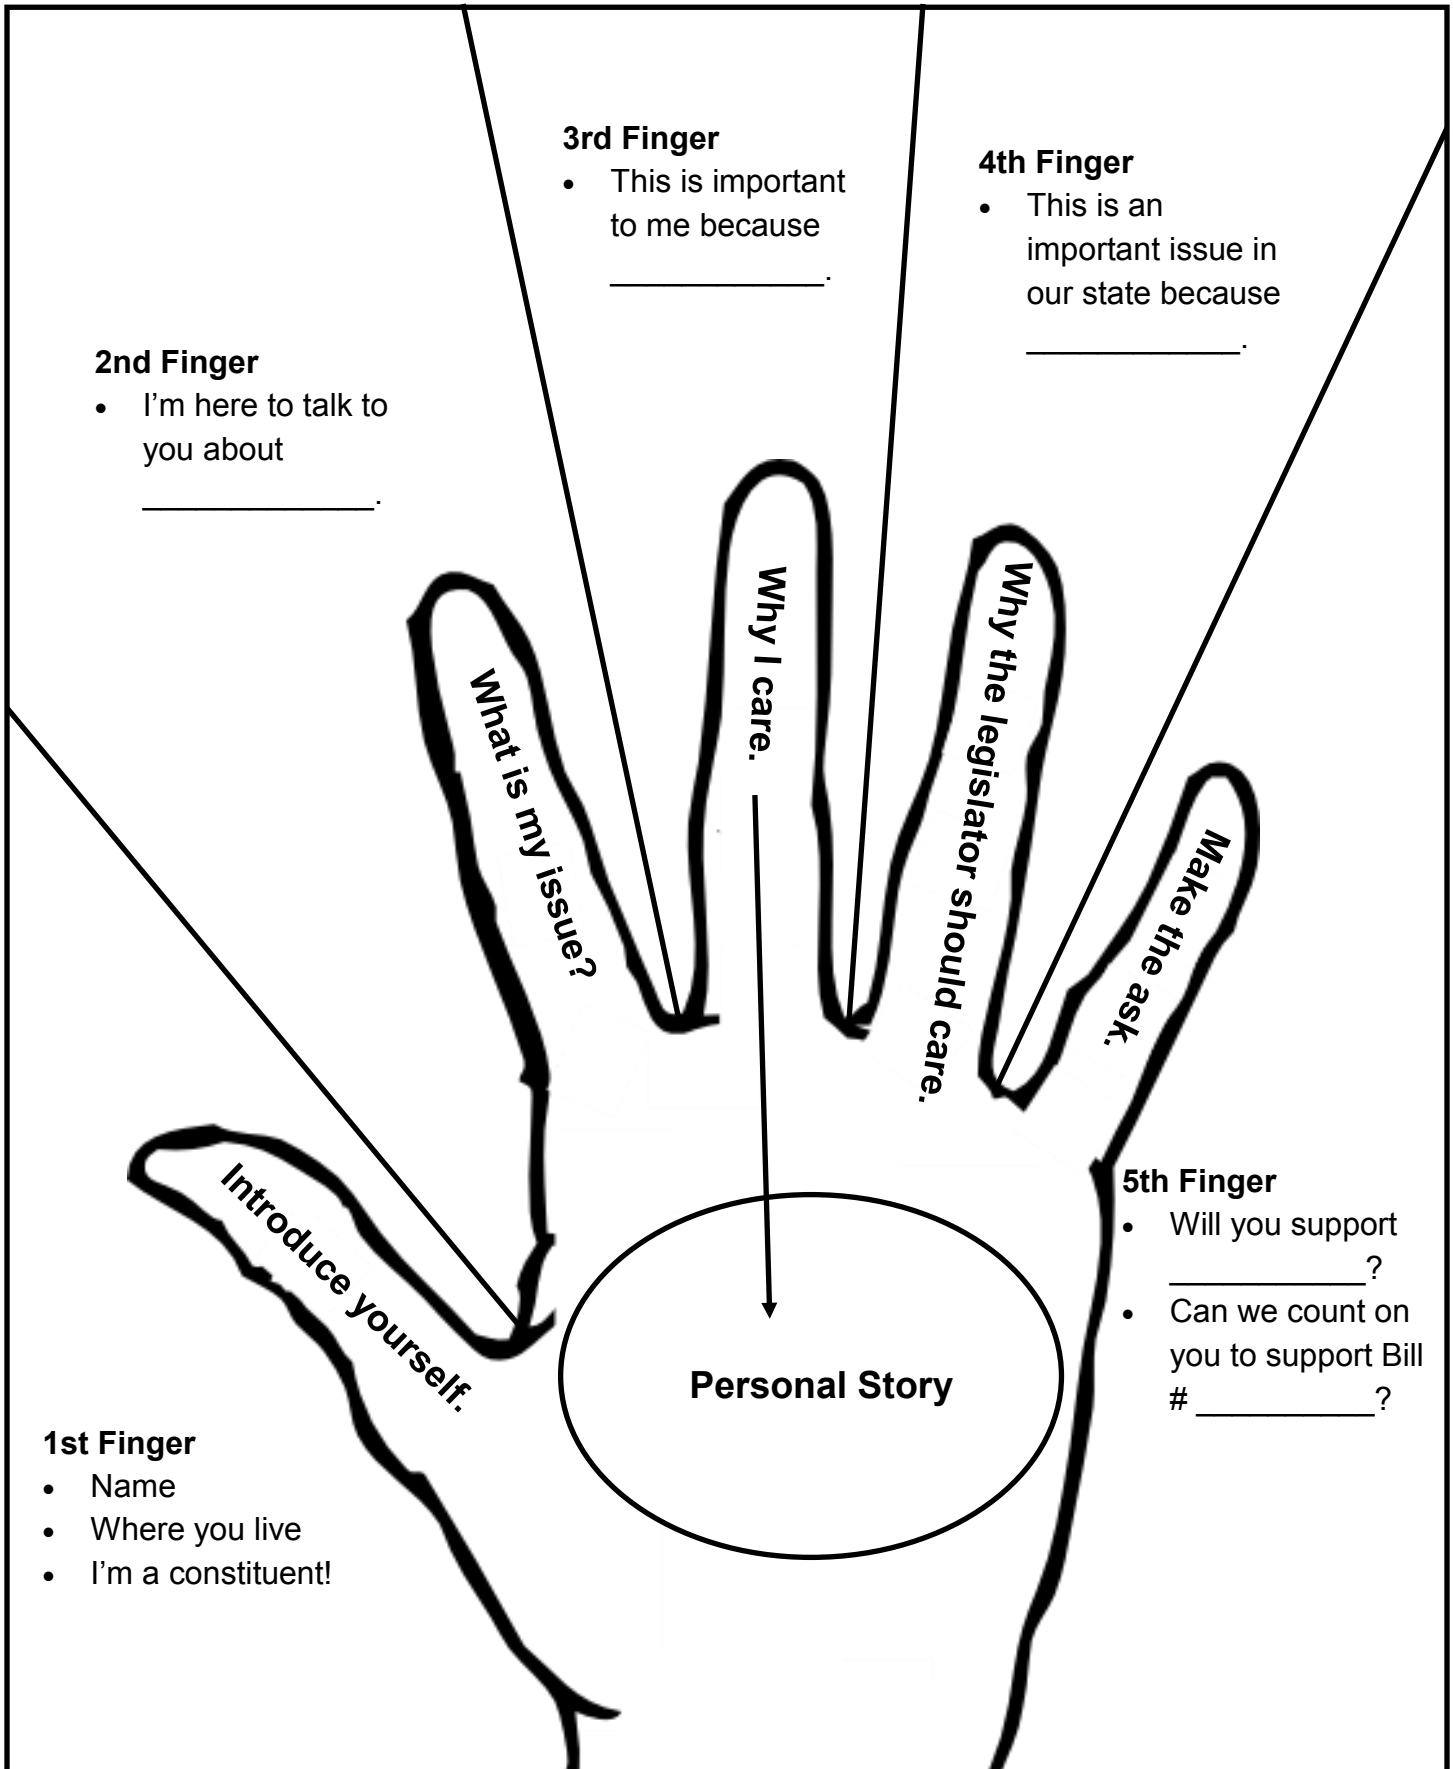 3rd Finger
• This is important
to me because
____________.
4th Finger
• This is an
important issue in
our state because
____________.
2nd Finger
• I’m here to talk to
you about
_____________.
What is my issue?
Why I care.
Why the legislator should care.
Make the ask.
Introduce yourself.
5th Finger
• Will you support
___________?
• Can we count on
you to support Bill
# __________?
Personal Story
1st Finger
• Name
• Where you live
• I’m a constituent!